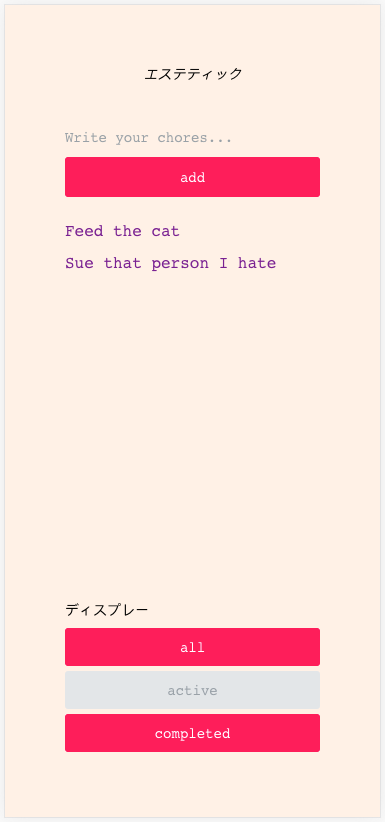 エステティック
Write your chores...
add
Feed the cat
Sue that person I hate
ディスプレー
all
active
completed